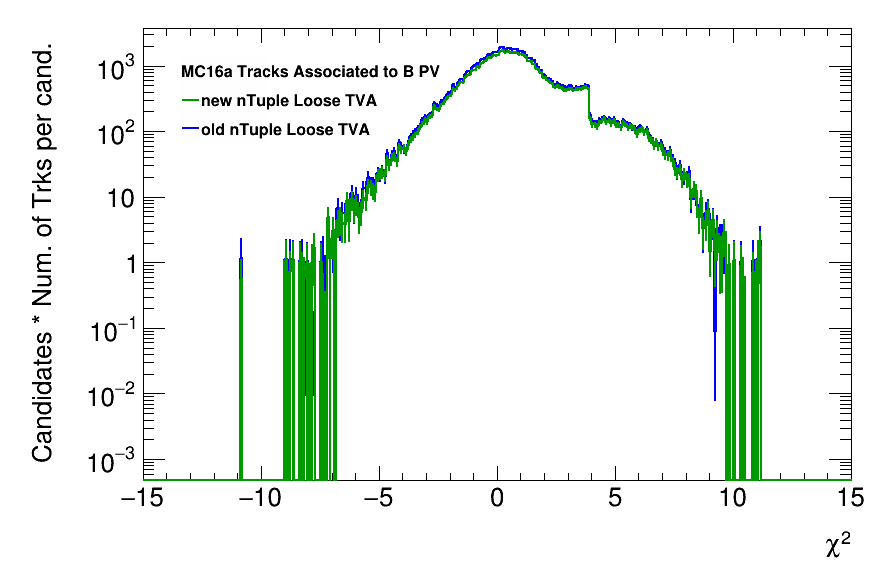 Candidates * Num. of Trks per cand.
MC16a Tracks Associated to B PV
new nTuple Loose TVA
old nTuple Loose TVA
10³
10²
10
1
10⁻¹
10⁻²
10⁻³
−15 −10 −5 0 5 10 15
χ²